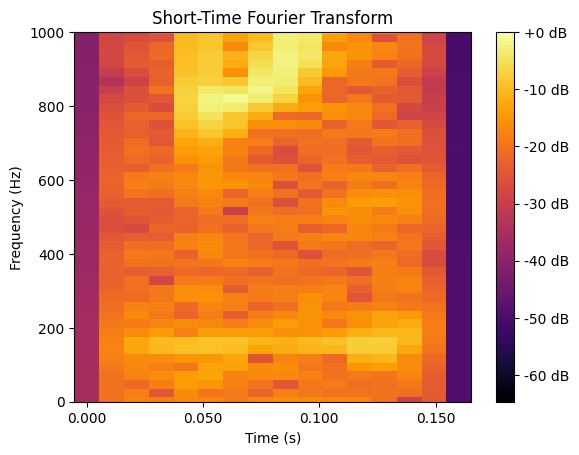 Short-Time Fourier Transform
Frequency (Hz)
1000
800
600
400
200
0
0.000 0.050 0.100 0.150
Time (s)
+0 dB
-10 dB
-20 dB
-30 dB
-40 dB
-50 dB
-60 dB